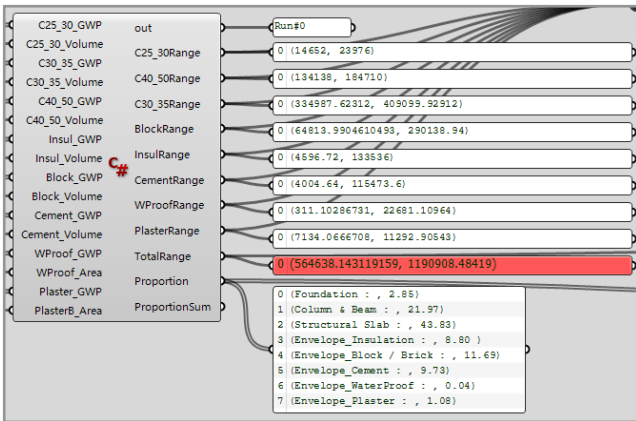 C25_30_GWP
C25_30_Volume
C30_35_GWP
C30_35_Volume
C40_50_GWP
C40_50_Volume
Insul_GWP
Insul_Volume
Block_GWP
Block_Volume
Cement_GWP
Cement_Volume
WProof_GWP
WProof_Area
Plaster_GWP
PlasterB_Area
C#
out
C25_30Range
C40_50Range
C30_35Range
BlockRange
InsulRange
CementRange
WProofRange
PlasterRange
TotalRange
Proportion
ProportionSum
Run#0
0 (14652, 23976)
0 (134138, 184710)
0 (334987.62312, 409099.92912)
0 (64813.9904610493, 290138.94)
0 (4596.72, 133536)
0 (4004.64, 115473.6)
0 (311.10286731, 22681.10964)
0 (7134.0666708, 11292.90543)
0 (564638.143119159, 1190908.48419)
0 (Foundation : , 2.85)
1 (Column & Beam : , 21.97)
2 (Structural Slab : , 43.83)
3 (Envelope_Insulation : , 8.80 )
4 (Envelope_Block / Brick : , 11.69)
5 (Envelope_Cement : , 9.73)
6 (Envelope_WaterProof : , 0.04)
7 (Envelope_Plaster : , 1.08)